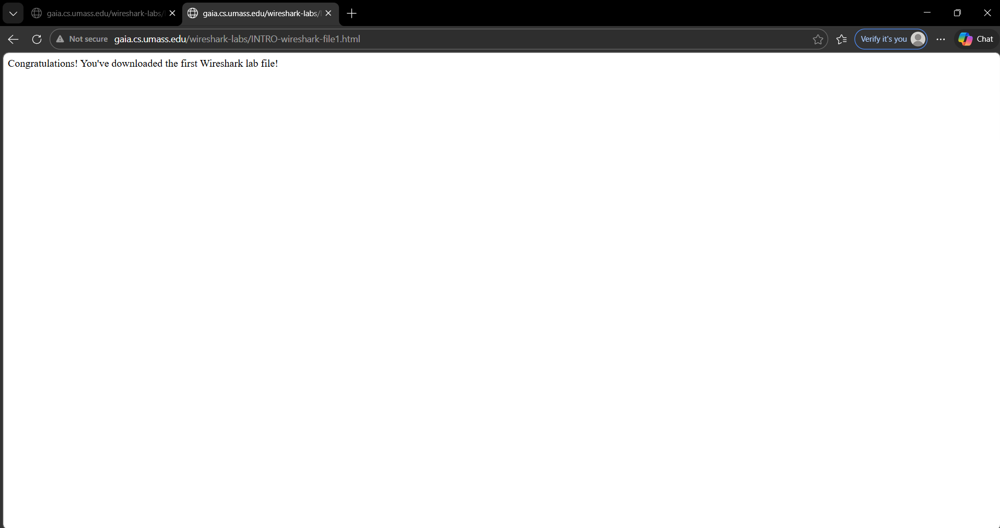 gaia.cs.umass.edu/wireshark-labs/
gaia.cs.umass.edu/wireshark-labs/
Not secure gaia.cs.umass.edu/wireshark-labs/INTRO-wireshark-file1.html
Verify it's you
Chat
Congratulations! You've downloaded the first Wireshark lab file!